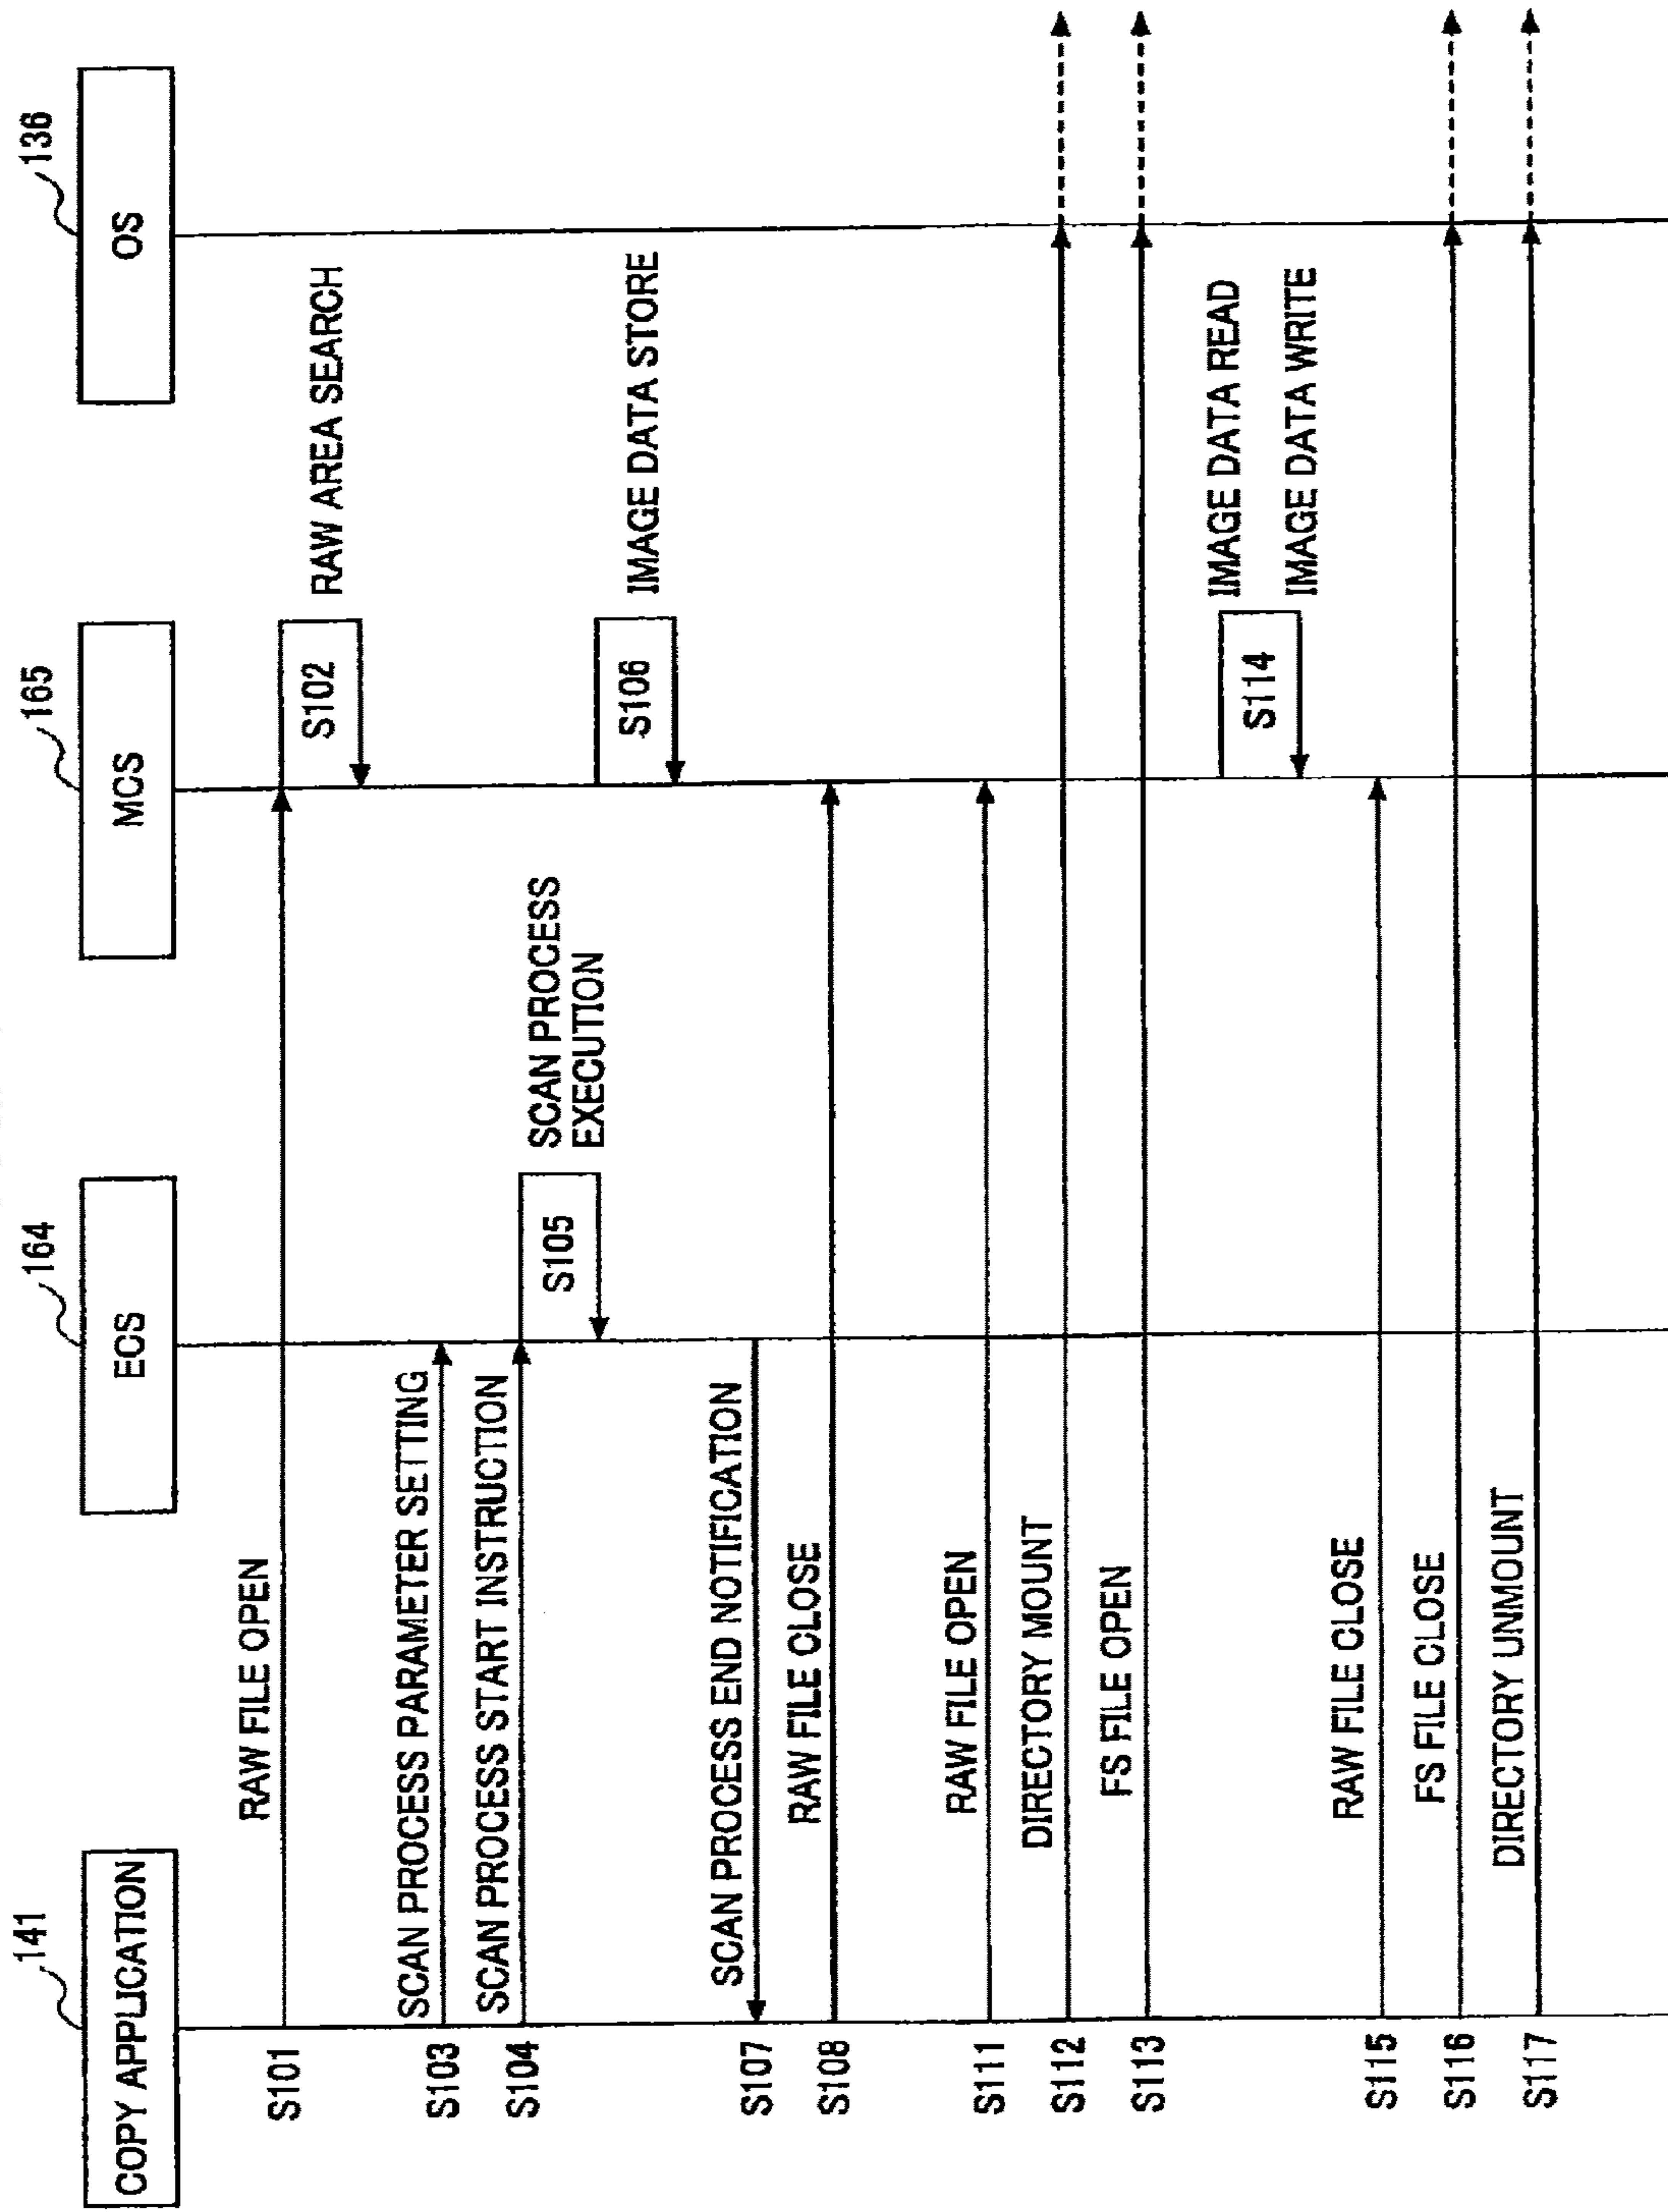 COPY APPLICATION
141
ECS
164
MCS
165
OS
136
S101
RAW FILE OPEN
S102
RAW AREA SEARCH
S103
SCAN PROCESS PARAMETER SETTING
S104
SCAN PROCESS START INSTRUCTION
S105
SCAN PROCESS
EXECUTION
S106
IMAGE DATA STORE
S107
SCAN PROCESS END NOTIFICATION
S108
RAW FILE CLOSE
S111
RAW FILE OPEN
S112
DIRECTORY MOUNT
S113
FS FILE OPEN
S114
IMAGE DATA READ
IMAGE DATA WRITE
S115
RAW FILE CLOSE
S116
FS FILE CLOSE
S117
DIRECTORY UNMOUNT